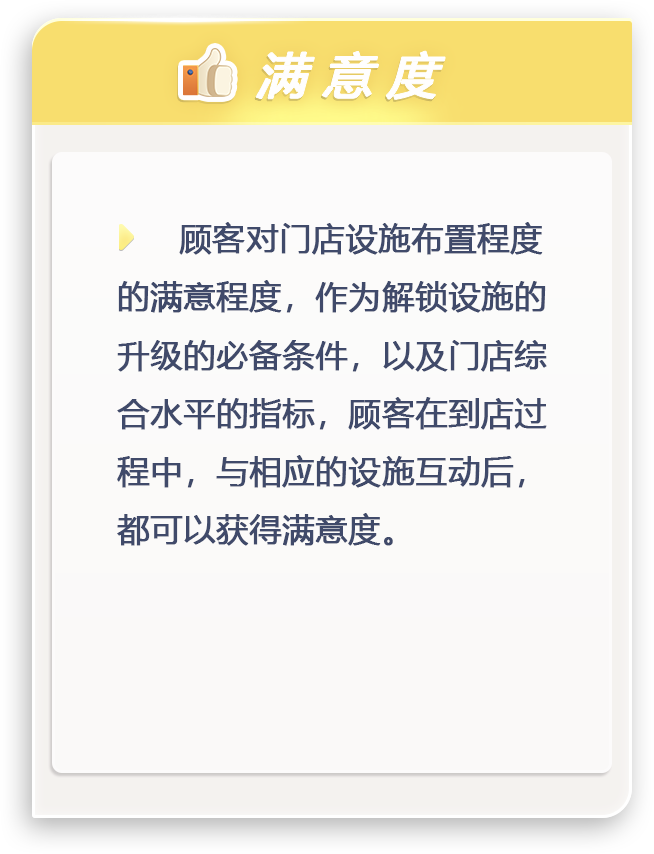 满意度
顾客对门店设施布置程度
的满意程度，作为解锁设施的
升级的必备条件，以及门店综
合水平的指标，顾客在到店过
程中，与相应的设施互动后，
都可以获得满意度。